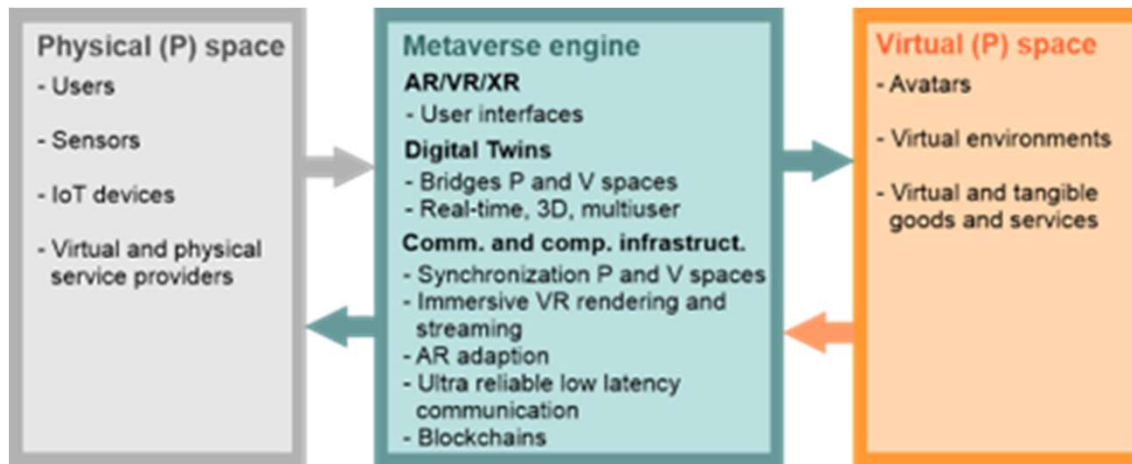 Physical (P) space
- Users
- Sensors
- IoT devices
- Virtual and physical
service providers
Metaverse engine
AR/VR/XR
- User interfaces
Digital Twins
- Bridges P and V spaces
- Real-time, 3D, multiuser
Comm. and comp. infrastruct.
- Synchronization P and V spaces
- Immersive VR rendering and
streaming
- AR adaption
- Ultra reliable low latency
communication
- Blockchains
Virtual (P) space
- Avatars
- Virtual environments
- Virtual and tangible
goods and services